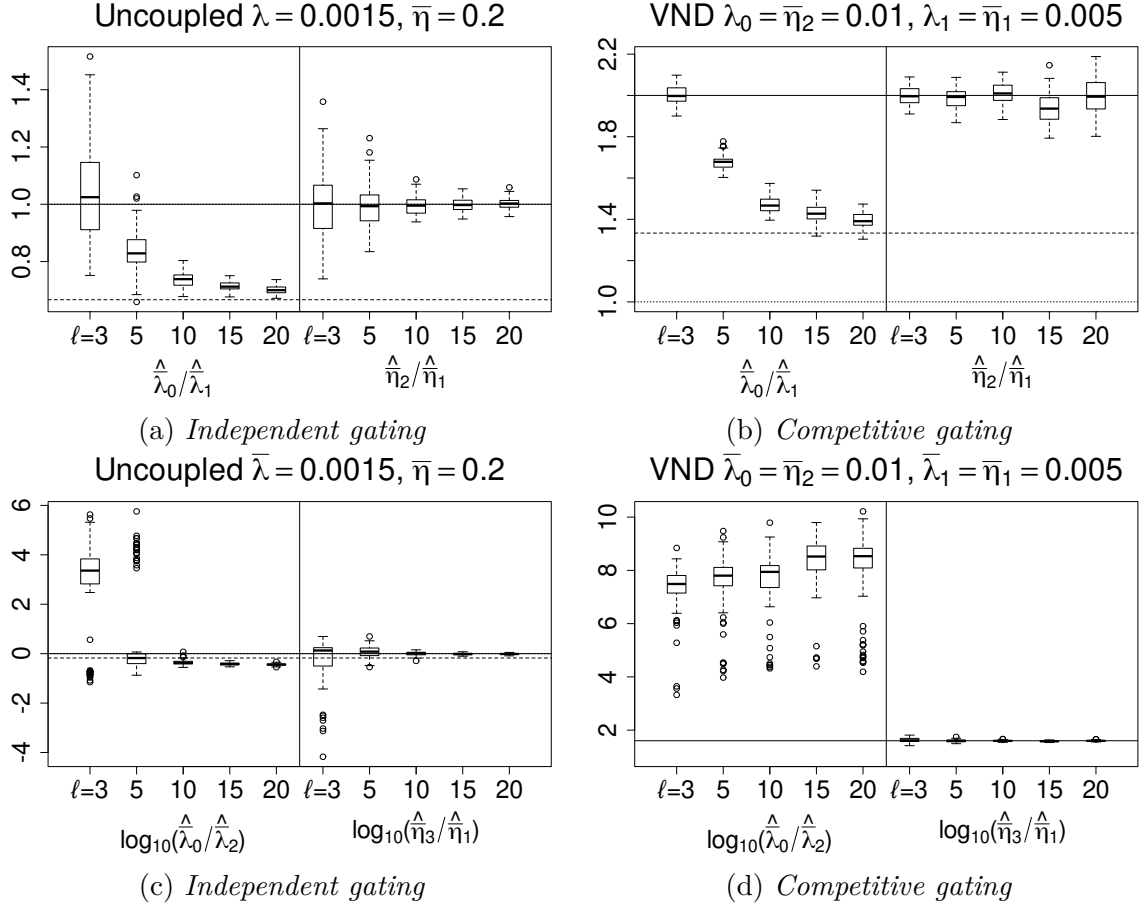 Uncoupled λ = 0.0015, η̅ = 0.2
1.4
1.2
1.0
0.8
ℓ=3 5 10 15 20 ℓ=3 5 10 15 20
λ̅̂₀/λ̅̂₁ η̅̂₂/η̅̂₁
(a) Independent gating
VND λ₀ = η̅₂ = 0.01, λ₁ = η̅₁ = 0.005
2.2
1.8
1.4
1.0
ℓ=3 5 10 15 20 ℓ=3 5 10 15 20
λ̅̂₀/λ̅̂₁ η̅̂₂/η̅̂₁
(b) Competitive gating
Uncoupled λ̅ = 0.0015, η̅ = 0.2
6
4
2
0
-2
-4
ℓ=3 5 10 15 20 ℓ=3 5 10 15 20
log₁₀(λ̅̂₀/λ̅̂₂) log₁₀(η̅̂₃/η̅̂₁)
(c) Independent gating
VND λ̅₀ = η̅₂ = 0.01, λ̅₁ = η̅₁ = 0.005
10
8
6
4
2
ℓ=3 5 10 15 20 ℓ=3 5 10 15 20
log₁₀(λ̅̂₀/λ̅̂₂) log₁₀(η̅̂₃/η̅̂₁)
(d) Competitive gating